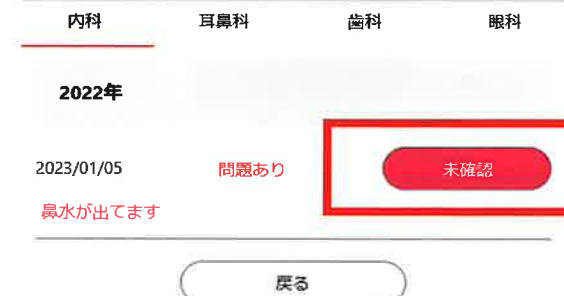 内科 耳鼻科 歯科 眼科
2022年
2023/01/05 問題あり 未確認
鼻水が出てます
戻る